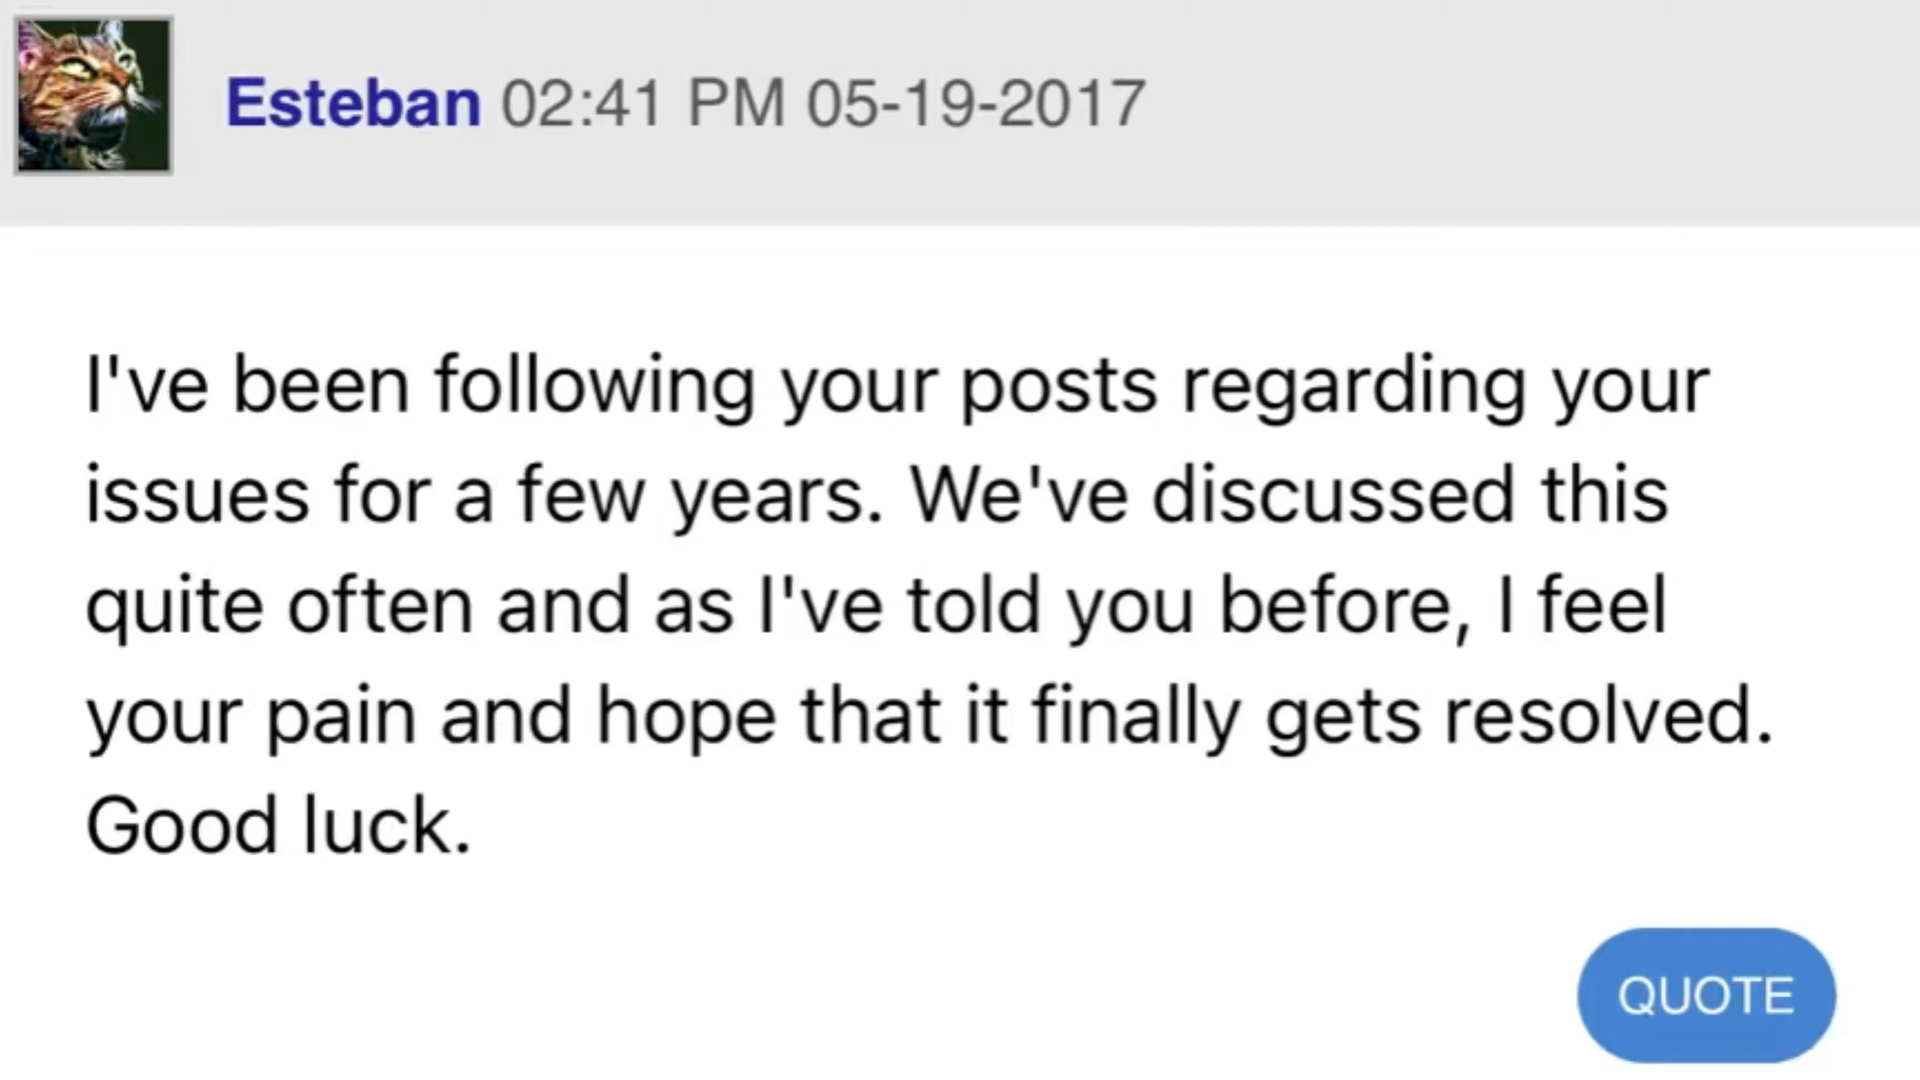 Esteban 02:41 PM 05-19-2017
I've been following your posts regarding your
issues for a few years. We've discussed this
quite often and as I've told you before, I feel
your pain and hope that it finally gets resolved.
Good luck.
QUOTE